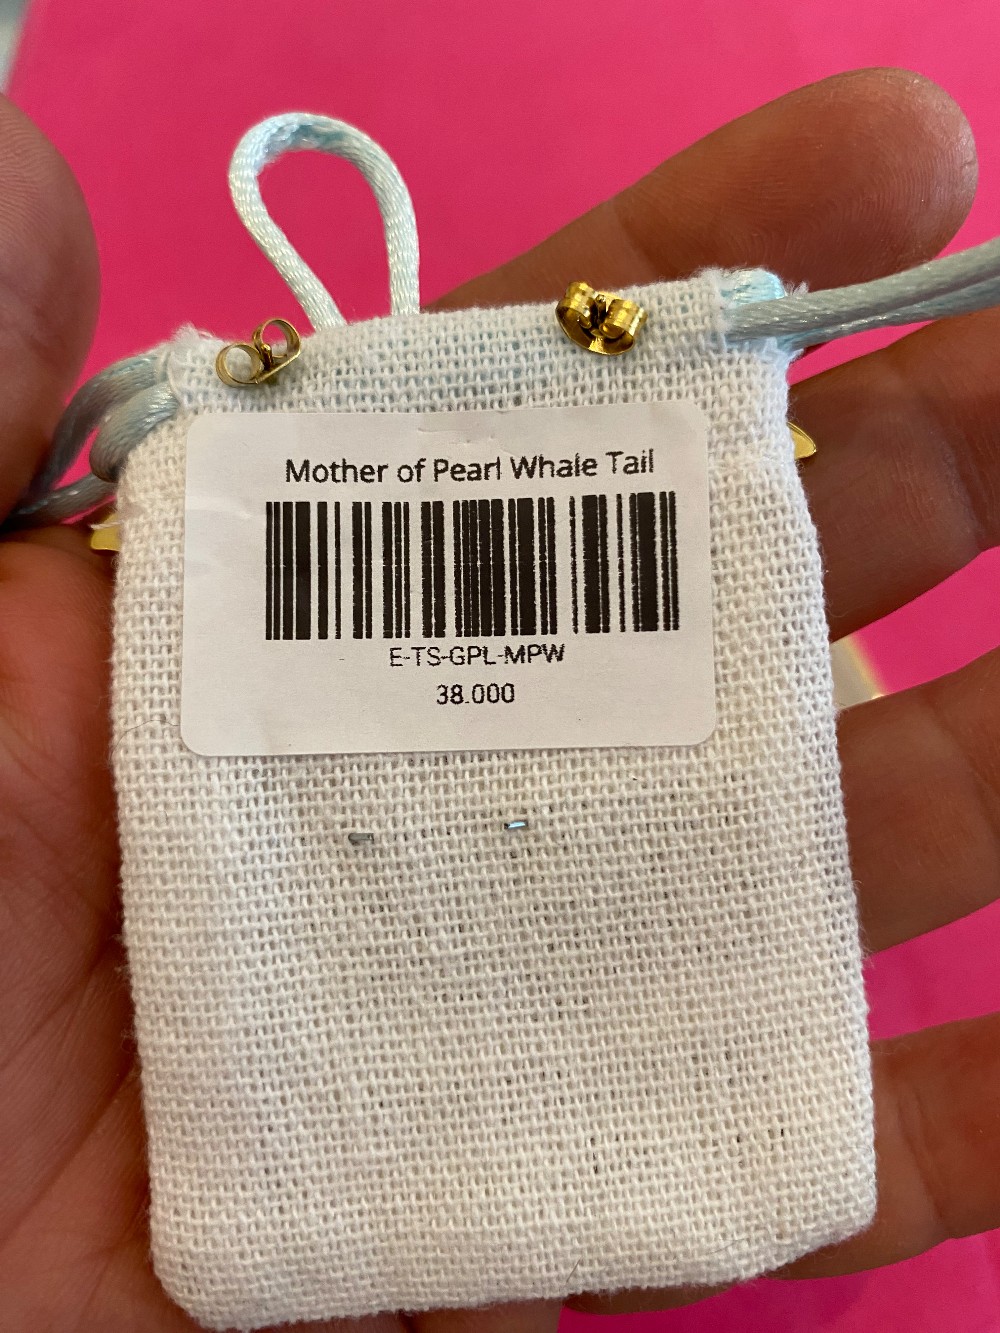 Mother of Pearl Whale Tail
E-TS-GPL-MPW
38.000